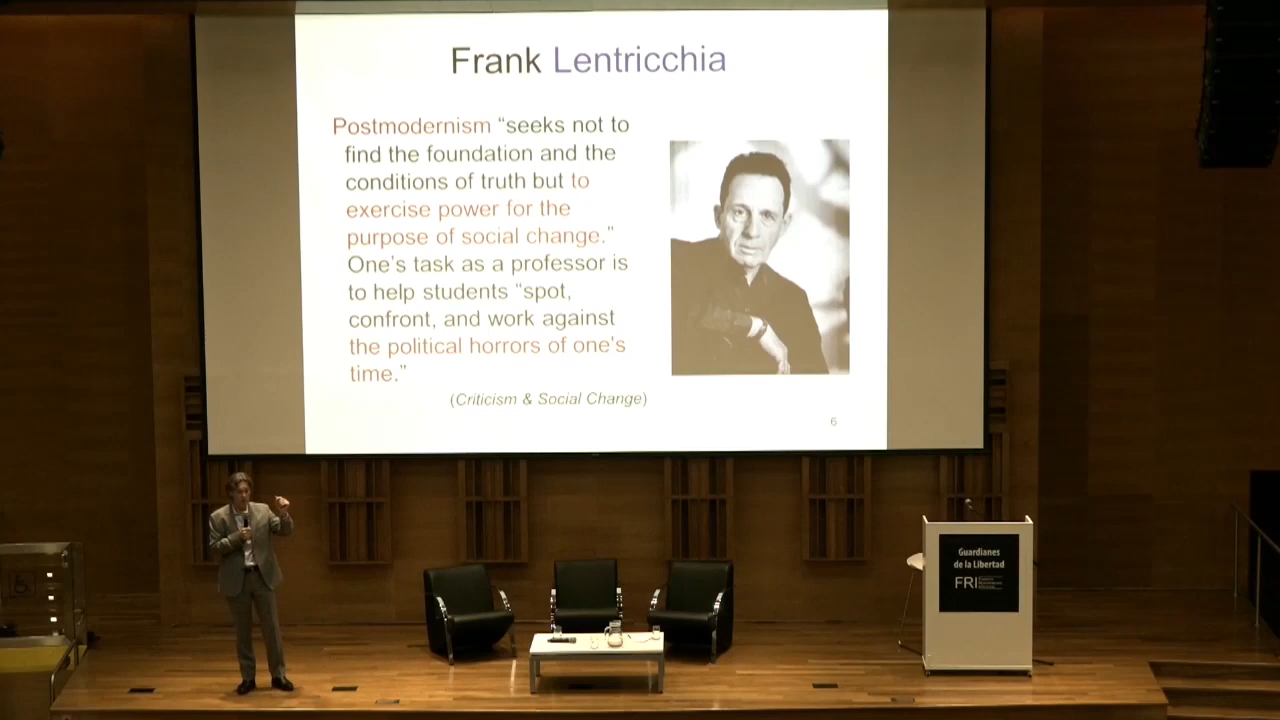 Frank Lentricchia
Postmodernism “seeks not to
find the foundation and the
conditions of truth but to
exercise power for the
purpose of social change.”
One’s task as a professor is
to help students “spot,
confront, and work against
the political horrors of one’s
time.”
(Criticism & Social Change)
6
Guardianes
de la Libertad
FRI